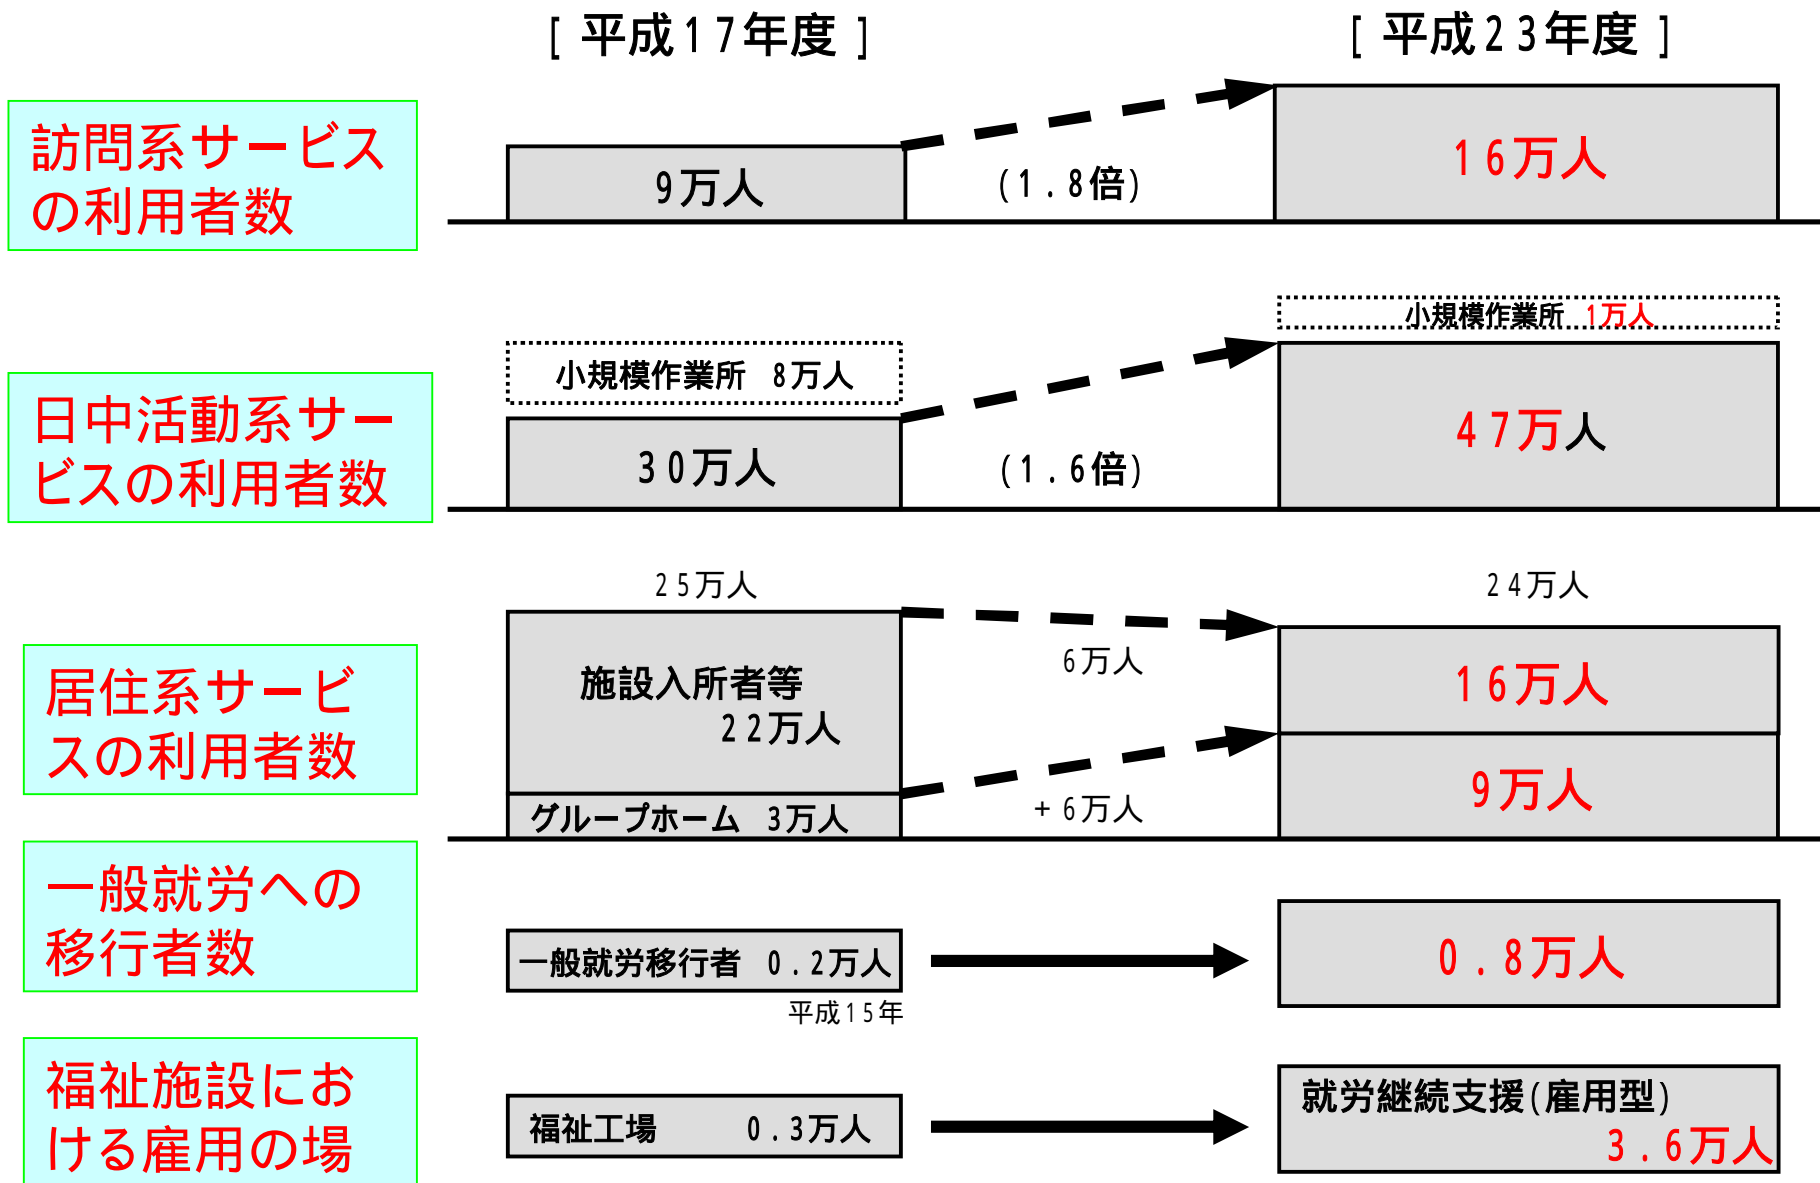 [ 平成17年度 ]
[ 平成23年度 ]
訪問系サービス
の利用者数
9万人
(1.8倍)
16万人
日中活動系サー
ビスの利用者数
小規模作業所 8万人
30万人
(1.6倍)
小規模作業所 1万人
47万人
居住系サービ
スの利用者数
25万人
施設入所者等
22万人
グループホーム 3万人
6万人
+6万人
24万人
16万人
9万人
一般就労への
移行者数
一般就労移行者 0.2万人
平成15年
0.8万人
福祉施設にお
ける雇用の場
福祉工場 0.3万人
就労継続支援(雇用型)
3.6万人